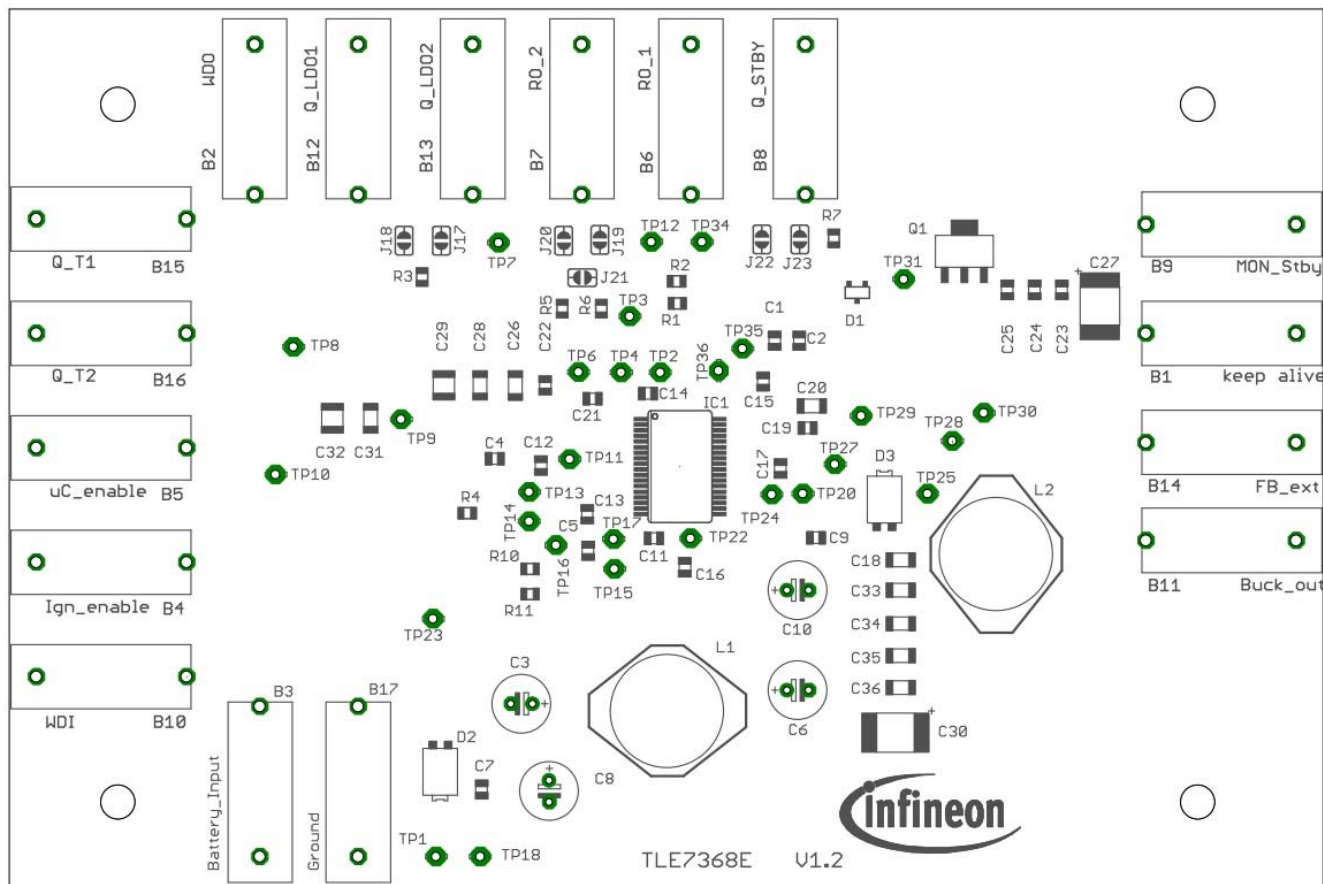 WDO
B2
Q_LDO1
B12
Q_LDO2
B13
RO_2
B7
RO_1
B6
Q_STBY
B8
Q_T1
B15
Q_T2
B16
uC_enable
B5
Ign_enable
B4
WDI
B10
B9
MON_Stby
B1
keep alive
B14
FB_ext
B11
Buck_out
J18
J17
TP7
J20
J19
TP12
TP34
J22
J23
R7
Q1
TP31
C27
+
R3
J21
R2
R1
R5
R6
TP3
D1
C25
C24
C23
C1
C2
TP35
TP36
TP8
C29
C28
C26
C22
TP6
TP4
TP2
C14
C21
IC1
C15
C20
C19
TP29
TP30
TP28
TP27
C32
C31
TP9
TP10
C4
C12
TP11
C17
D3
TP25
L2
R4
TP13
TP14
C13
C5
TP17
TP24
TP20
TP22
C11
C9
R10
TP16
R11
TP15
C16
C18
C33
C34
C35
C36
+
C10
TP23
C3
+
L1
+
C6
+
C30
B3
B17
Battery_Input
Ground
D2
C7
+
C8
TP1
TP18
infineon
TLE7368E V1.2